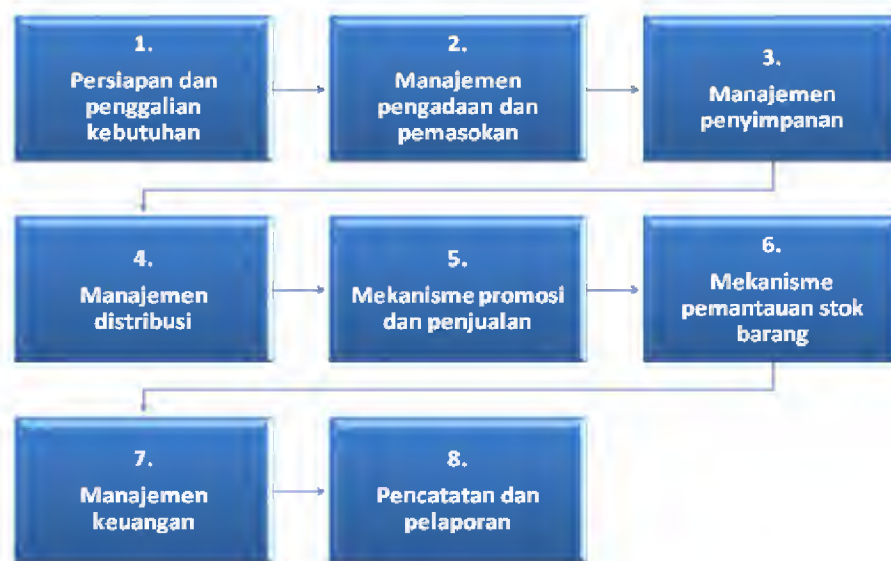 1.
Persiapan dan
penggalian
kebutuhan
2.
Manajemen
pengadaan dan
pemasokan
3.
Manajemen
penyimpanan
4.
Manajemen
distribusi
5.
Mekanisme promosi
dan penjualan
6.
Mekanisme
pemantauan stok
barang
7.
Manajemen
keuangan
8.
Pencatatan dan
pelaporan